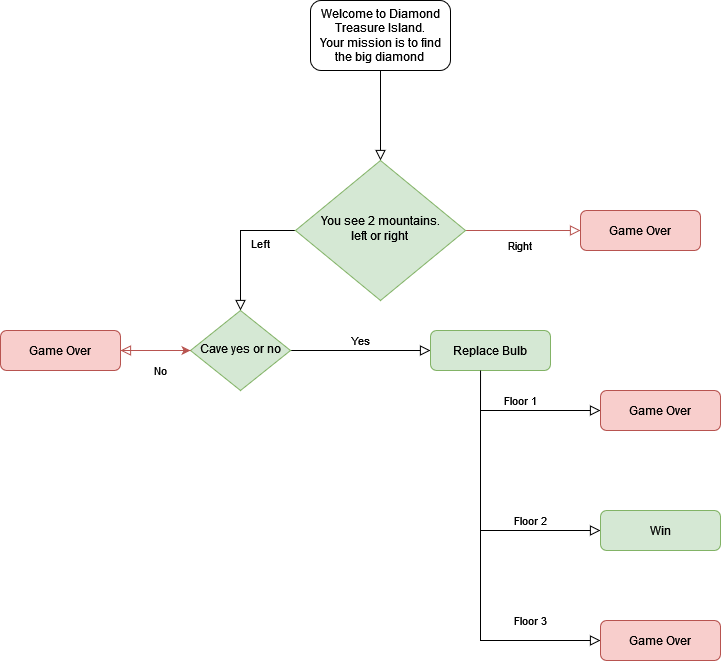 Welcome to Diamond
Treasure Island.
Your mission is to find
the big diamond
You see 2 mountains.
left or right
Left
Right
Game Over
Cave yes or no
Game Over
No
Yes
Replace Bulb
Floor 1
Game Over
Floor 2
Win
Floor 3
Game Over